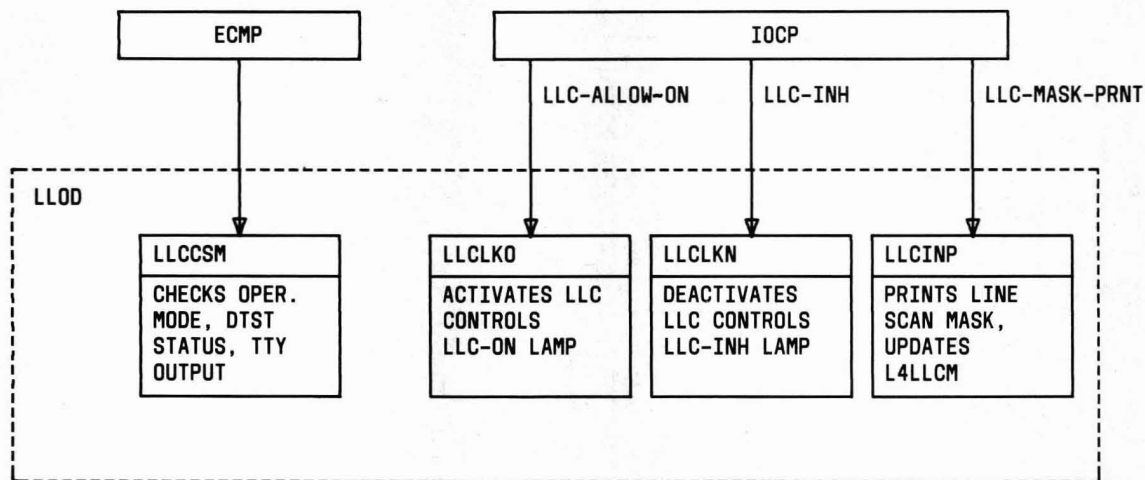 ECMP
IOCP
LLC-ALLOW-ON
LLC-INH
LLC-MASK-PRNT
LLOD
LLCCSM
CHECKS OPER.
MODE, DTST
STATUS, TTY
OUTPUT
LLCLKO
ACTIVATES LLC
CONTROLS
LLC-ON LAMP
LLCLKN
DEACTIVATES
LLC CONTROLS
LLC-INH LAMP
LLCINP
PRINTS LINE
SCAN MASK,
UPDATES
L4LLCM